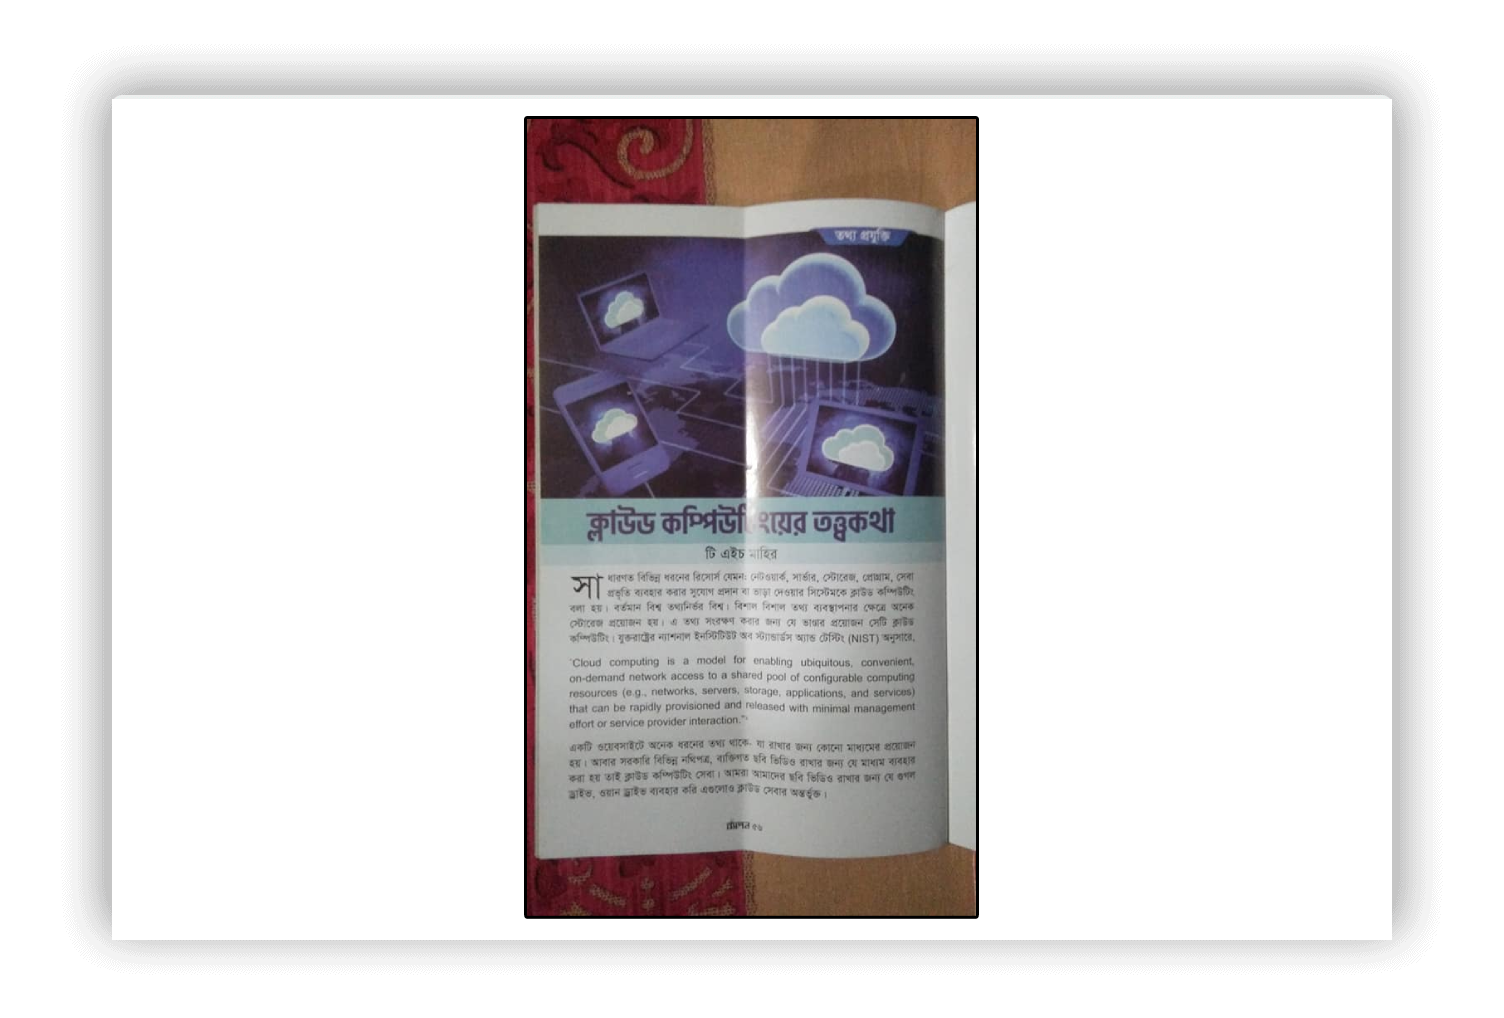 তথ্য প্রযুক্তি
ক্লাউড কম্পিউটিংয়ের তত্ত্বকথা
টি এইচ মাহির
সাধারণত বিভিন্ন ধরনের রিসোর্স যেমন: নেটওয়ার্ক, সার্ভার, স্টোরেজ, প্রোগ্রাম, সেবা
প্রভৃতি ব্যবহার করার সুযোগ প্রদান বা ভাড়া দেওয়ার সিস্টেমকে ক্লাউড কম্পিউটিং
বলা হয়। বর্তমান বিশ্ব তথ্যনির্ভর বিশ্ব। বিশাল বিশাল তথ্য ব্যবস্থাপনার ক্ষেত্রে অনেক
স্টোরেজ প্রয়োজন হয়। এ তথ্য সংরক্ষণ করার জন্য যে ভাণ্ডার প্রয়োজন সেটি ক্লাউড
কম্পিউটিং। যুক্তরাষ্ট্রের ন্যাশনাল ইনস্টিটিউট অব স্ট্যান্ডার্ডস অ্যান্ড টেস্টিং (NIST) অনুসারে,
'Cloud computing is a model for enabling ubiquitous, convenient,
on-demand network access to a shared pool of configurable computing
resources (e.g., networks, servers, storage, applications, and services)
that can be rapidly provisioned and released with minimal management
effort or service provider interaction."
একটি ওয়েবসাইটে অনেক ধরনের তথ্য থাকে- যা রাখার জন্য কোনো মাধ্যমের প্রয়োজন
হয়। আবার সরকারি বিভিন্ন নথিপত্র, ব্যক্তিগত ছবি ভিডিও রাখার জন্য যে মাধ্যম ব্যবহার
করা হয় তাই ক্লাউড কম্পিউটিং সেবা। আমরা আমাদের ছবি ভিডিও রাখার জন্য যে গুগল
ড্রাইভ, ওয়ান ড্রাইভ ব্যবহার করি এগুলোও ক্লাউড সেবার অন্তর্ভুক্ত।
৫৬